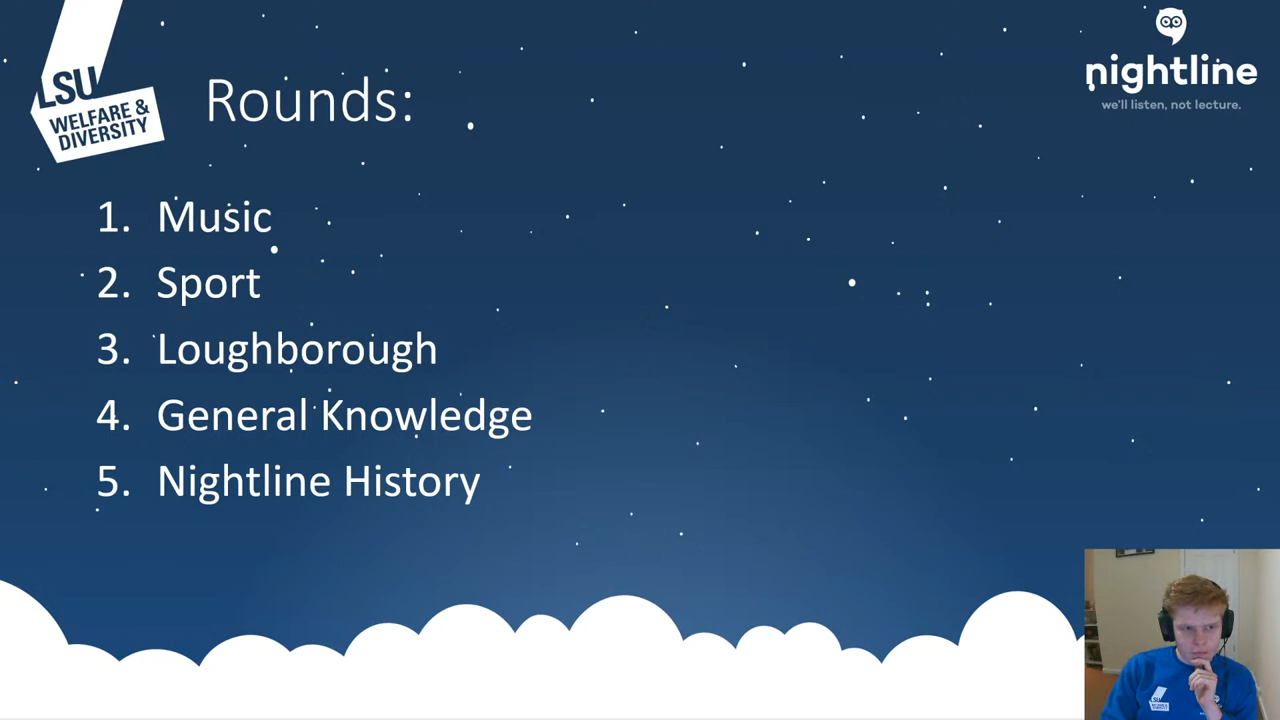 LSU
WELFARE &
DIVERSITY
Rounds:
nightline
we'll listen, not lecture.
1. Music
2. Sport
3. Loughborough
4. General Knowledge
5. Nightline History